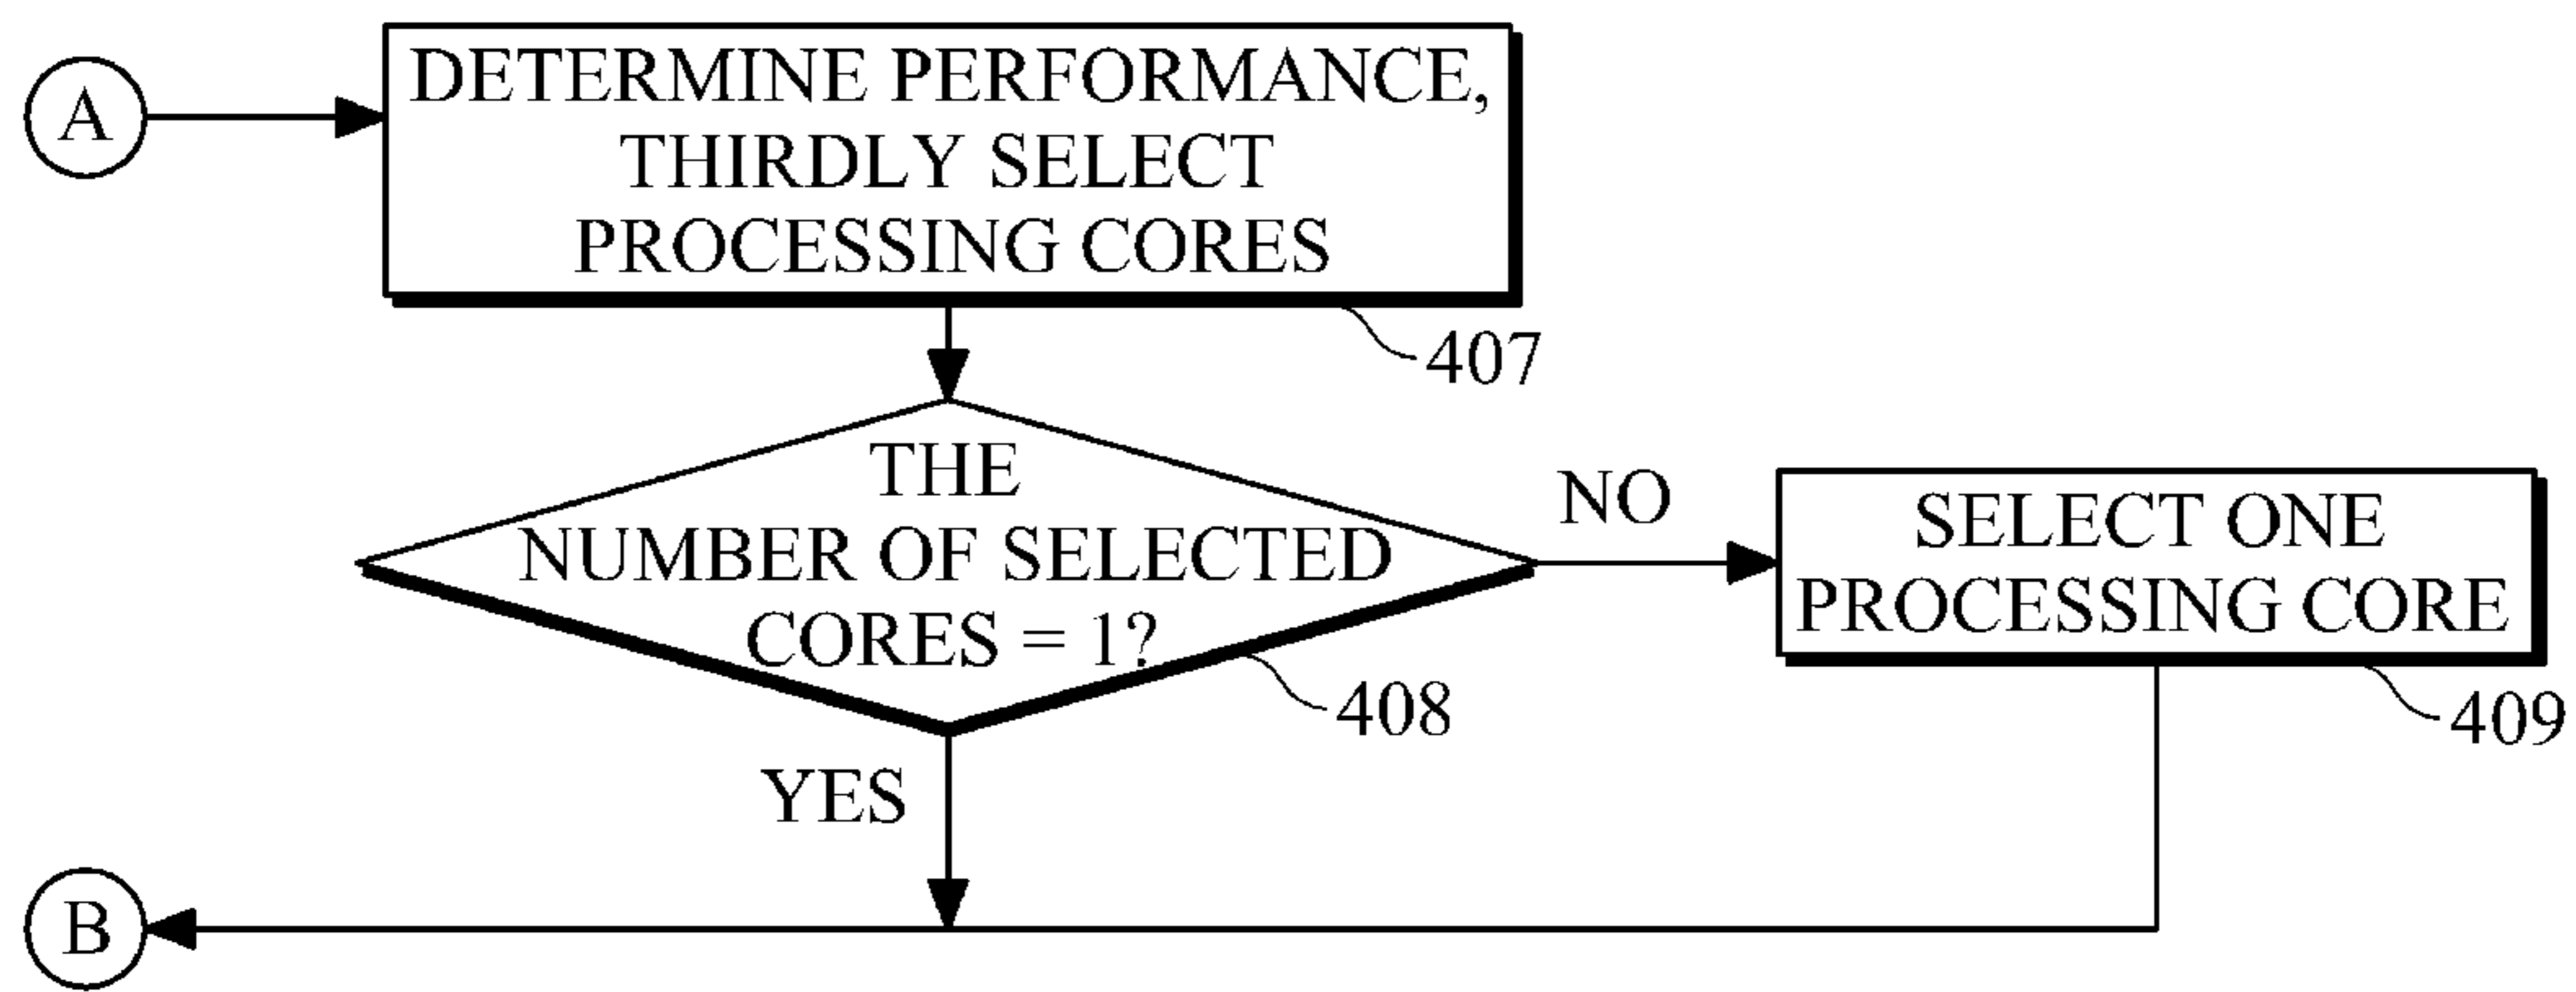 A
DETERMINE PERFORMANCE,
THIRDLY SELECT
PROCESSING CORES
407
THE
NUMBER OF SELECTED
CORES = 1?
408
NO
SELECT ONE
PROCESSING CORE
409
YES
B